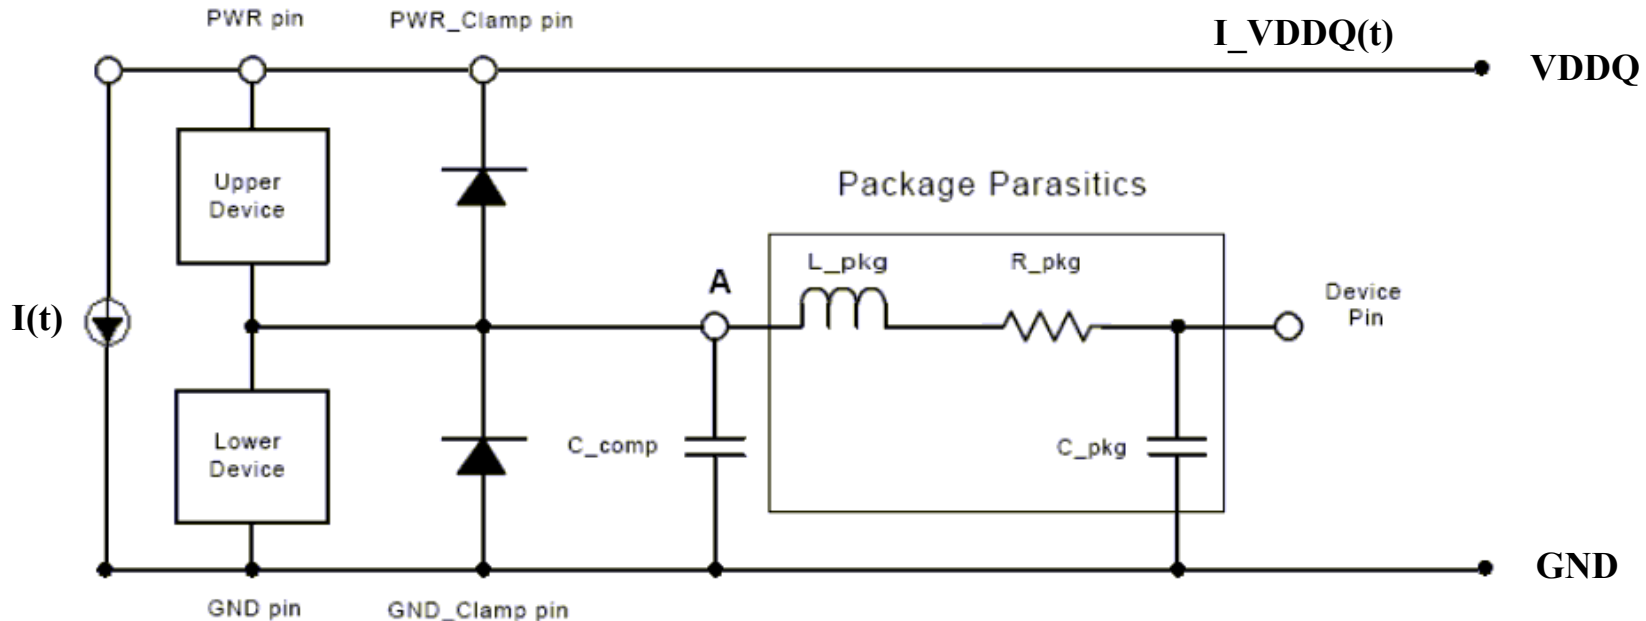 PWR pin
PWR_Clamp pin
I_VDDQ(t)
VDDQ
Upper
Device
Package Parasitics
L_pkg
R_pkg
A
Device
Pin
I(t)
Lower
Device
C_comp
C_pkg
GND
GND pin
GND_Clamp pin